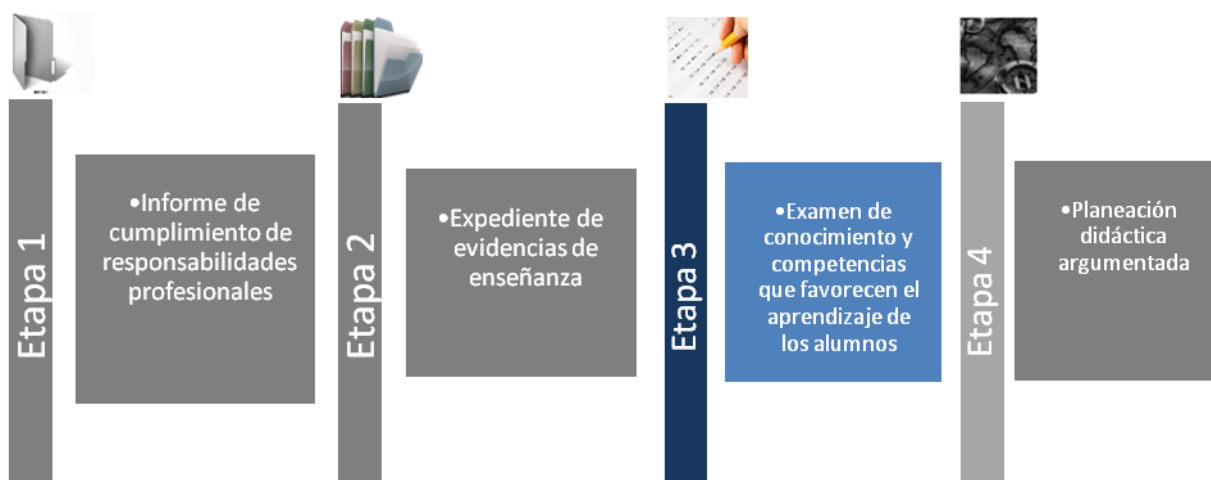 Etapa 1
•Informe de
cumplimiento de
responsabilidades
profesionales
Etapa 2
•Expediente de
evidencias de
enseñanza
Etapa 3
•Examen de
conocimiento y
competencias
que favorecen el
aprendizaje de
los alumnos
Etapa 4
•Planeación
didáctica
argumentada